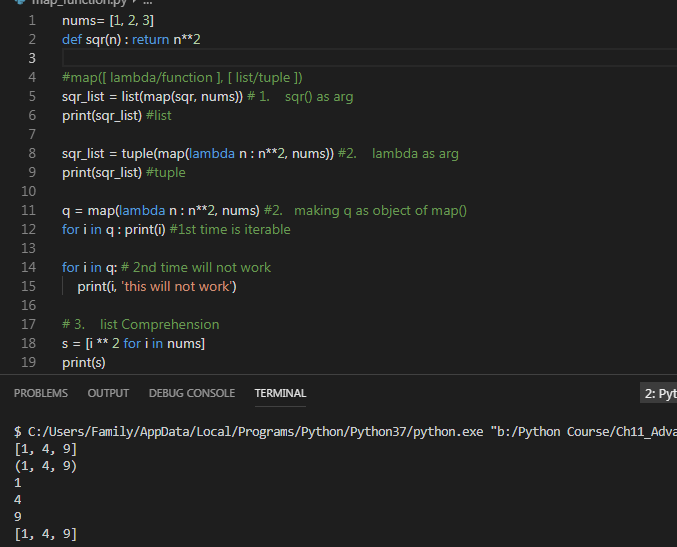 map_function.py > ...
1 nums= [1, 2, 3]
2 def sqr(n) : return n**2
3
4 #map([ lambda/function ], [ list/tuple ])
5 sqr_list = list(map(sqr, nums)) # 1.    sqr() as arg
6 print(sqr_list) #list
7
8 sqr_list = tuple(map(lambda n : n**2, nums)) #2.    lambda as arg
9 print(sqr_list) #tuple
10
11 q = map(lambda n : n**2, nums) #2.   making q as object of map()
12 for i in q : print(i) #1st time is iterable
13
14 for i in q: # 2nd time will not work
15     print(i, 'this will not work')
16
17 # 3.    list Comprehension
18 s = [i ** 2 for i in nums]
19 print(s)
PROBLEMS OUTPUT DEBUG CONSOLE TERMINAL 2: Pyt
$ C:/Users/Family/AppData/Local/Programs/Python/Python37/python.exe "b:/Python Course/Ch11_Adva
[1, 4, 9]
(1, 4, 9)
1
4
9
[1, 4, 9]